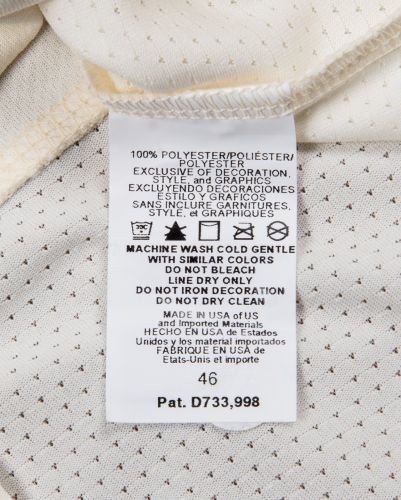 100% POLYESTER/POLIÉSTER/
POLYESTER
EXCLUSIVE OF DECORATION,
STYLE, and GRAPHICS
EXCLUYENDO DECORACIONES
ESTILO y GRAFICOS
SANS INCLURE GARNITURES,
STYLE, et GRAPHIQUES
MACHINE WASH COLD GENTLE
WITH SIMILAR COLORS
DO NOT BLEACH
LINE DRY ONLY
DO NOT IRON DECORATION
DO NOT DRY CLEAN
MADE IN USA of US
and Imported Materials
HECHO EN USA de Estados
Unidos y los material importados
FABRIQUE EN USA de
Etats-Unis et importe
46
Pat. D733,998